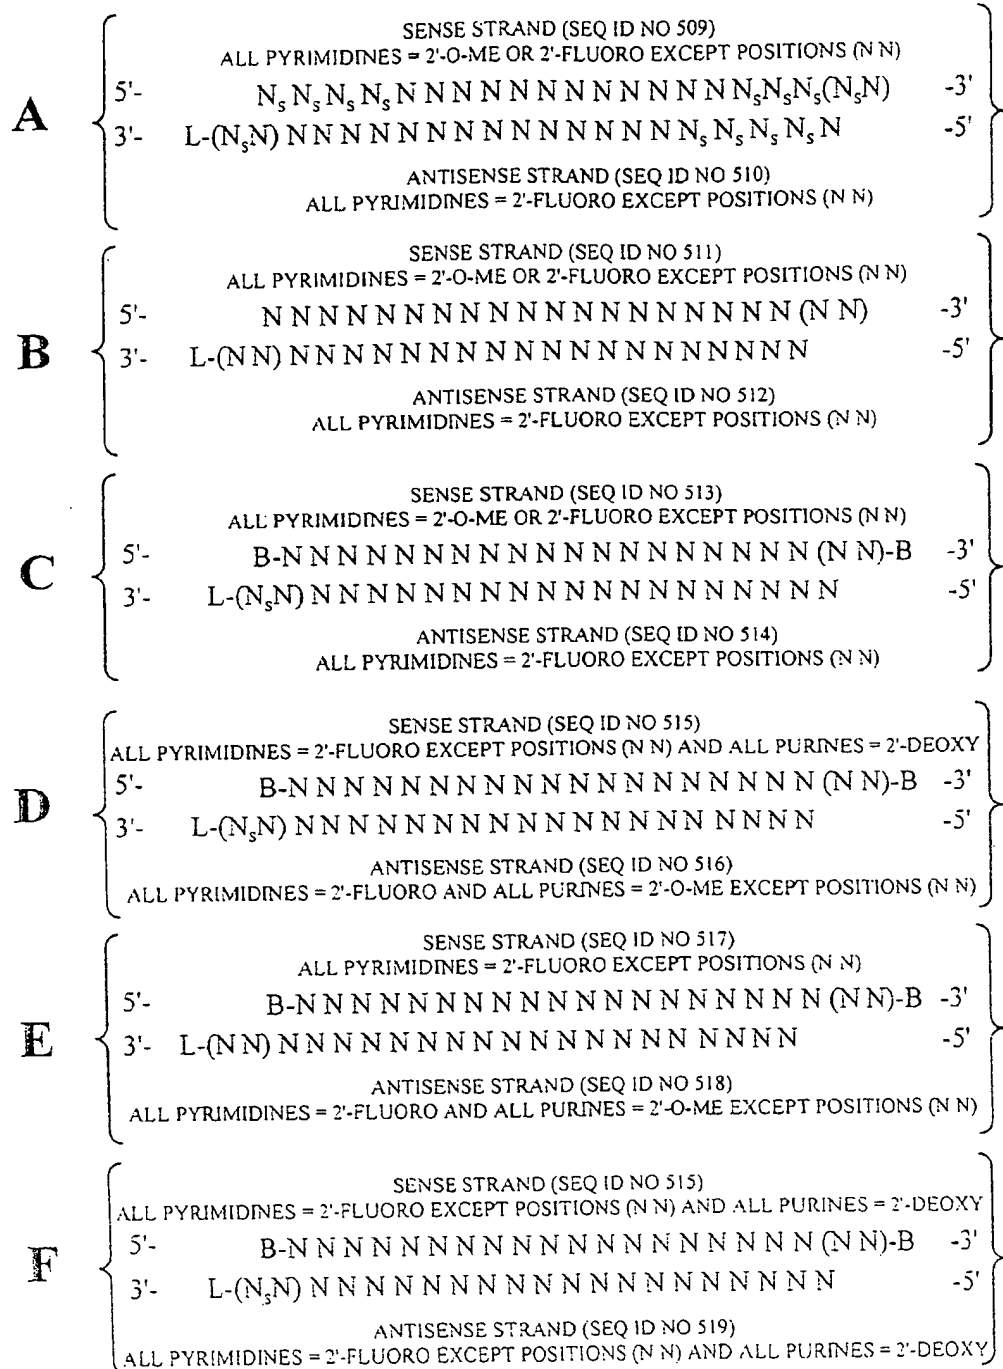 A
SENSE STRAND (SEQ ID NO 509)
ALL PYRIMIDINES = 2'-O-ME OR 2'-FLUORO EXCEPT POSITIONS (N N)
5'- NsNsNsNsN N N N N N N N N N N N NsNsNs(NsN) -3'
3'- L-(NsN) N N N N N N N N N N N N N N Ns Ns Ns Ns N -5'
ANTISENSE STRAND (SEQ ID NO 510)
ALL PYRIMIDINES = 2'-FLUORO EXCEPT POSITIONS (N N)
B
SENSE STRAND (SEQ ID NO 511)
ALL PYRIMIDINES = 2'-O-ME OR 2'-FLUORO EXCEPT POSITIONS (N N)
5'- N N N N N N N N N N N N N N N N N N N (N N) -3'
3'- L-(N N) N N N N N N N N N N N N N N N N N N N -5'
ANTISENSE STRAND (SEQ ID NO 512)
ALL PYRIMIDINES = 2'-FLUORO EXCEPT POSITIONS (N N)
C
SENSE STRAND (SEQ ID NO 513)
ALL PYRIMIDINES = 2'-O-ME OR 2'-FLUORO EXCEPT POSITIONS (N N)
5'- B-N N N N N N N N N N N N N N N N N N N (N N)-B -3'
3'- L-(NsN) N N N N N N N N N N N N N N N N N N N -5'
ANTISENSE STRAND (SEQ ID NO 514)
ALL PYRIMIDINES = 2'-FLUORO EXCEPT POSITIONS (N N)
D
SENSE STRAND (SEQ ID NO 515)
ALL PYRIMIDINES = 2'-FLUORO EXCEPT POSITIONS (N N) AND ALL PURINES = 2'-DEOXY
5'- B-N N N N N N N N N N N N N N N N N N N (N N)-B -3'
3'- L-(NsN) N N N N N N N N N N N N N N N N N N N -5'
ANTISENSE STRAND (SEQ ID NO 516)
ALL PYRIMIDINES = 2'-FLUORO AND ALL PURINES = 2'-O-ME EXCEPT POSITIONS (N N)
E
SENSE STRAND (SEQ ID NO 517)
ALL PYRIMIDINES = 2'-FLUORO EXCEPT POSITIONS (N N)
5'- B-N N N N N N N N N N N N N N N N N N N (N N)-B -3'
3'- L-(N N) N N N N N N N N N N N N N N N N N N N -5'
ANTISENSE STRAND (SEQ ID NO 518)
ALL PYRIMIDINES = 2'-FLUORO AND ALL PURINES = 2'-O-ME EXCEPT POSITIONS (N N)
F
SENSE STRAND (SEQ ID NO 515)
ALL PYRIMIDINES = 2'-FLUORO EXCEPT POSITIONS (N N) AND ALL PURINES = 2'-DEOXY
5'- B-N N N N N N N N N N N N N N N N N N N (N N)-B -3'
3'- L-(NsN) N N N N N N N N N N N N N N N N N N N -5'
ANTISENSE STRAND (SEQ ID NO 519)
ALL PYRIMIDINES = 2'-FLUORO EXCEPT POSITIONS (N N) AND ALL PURINES = 2'-DEOXY